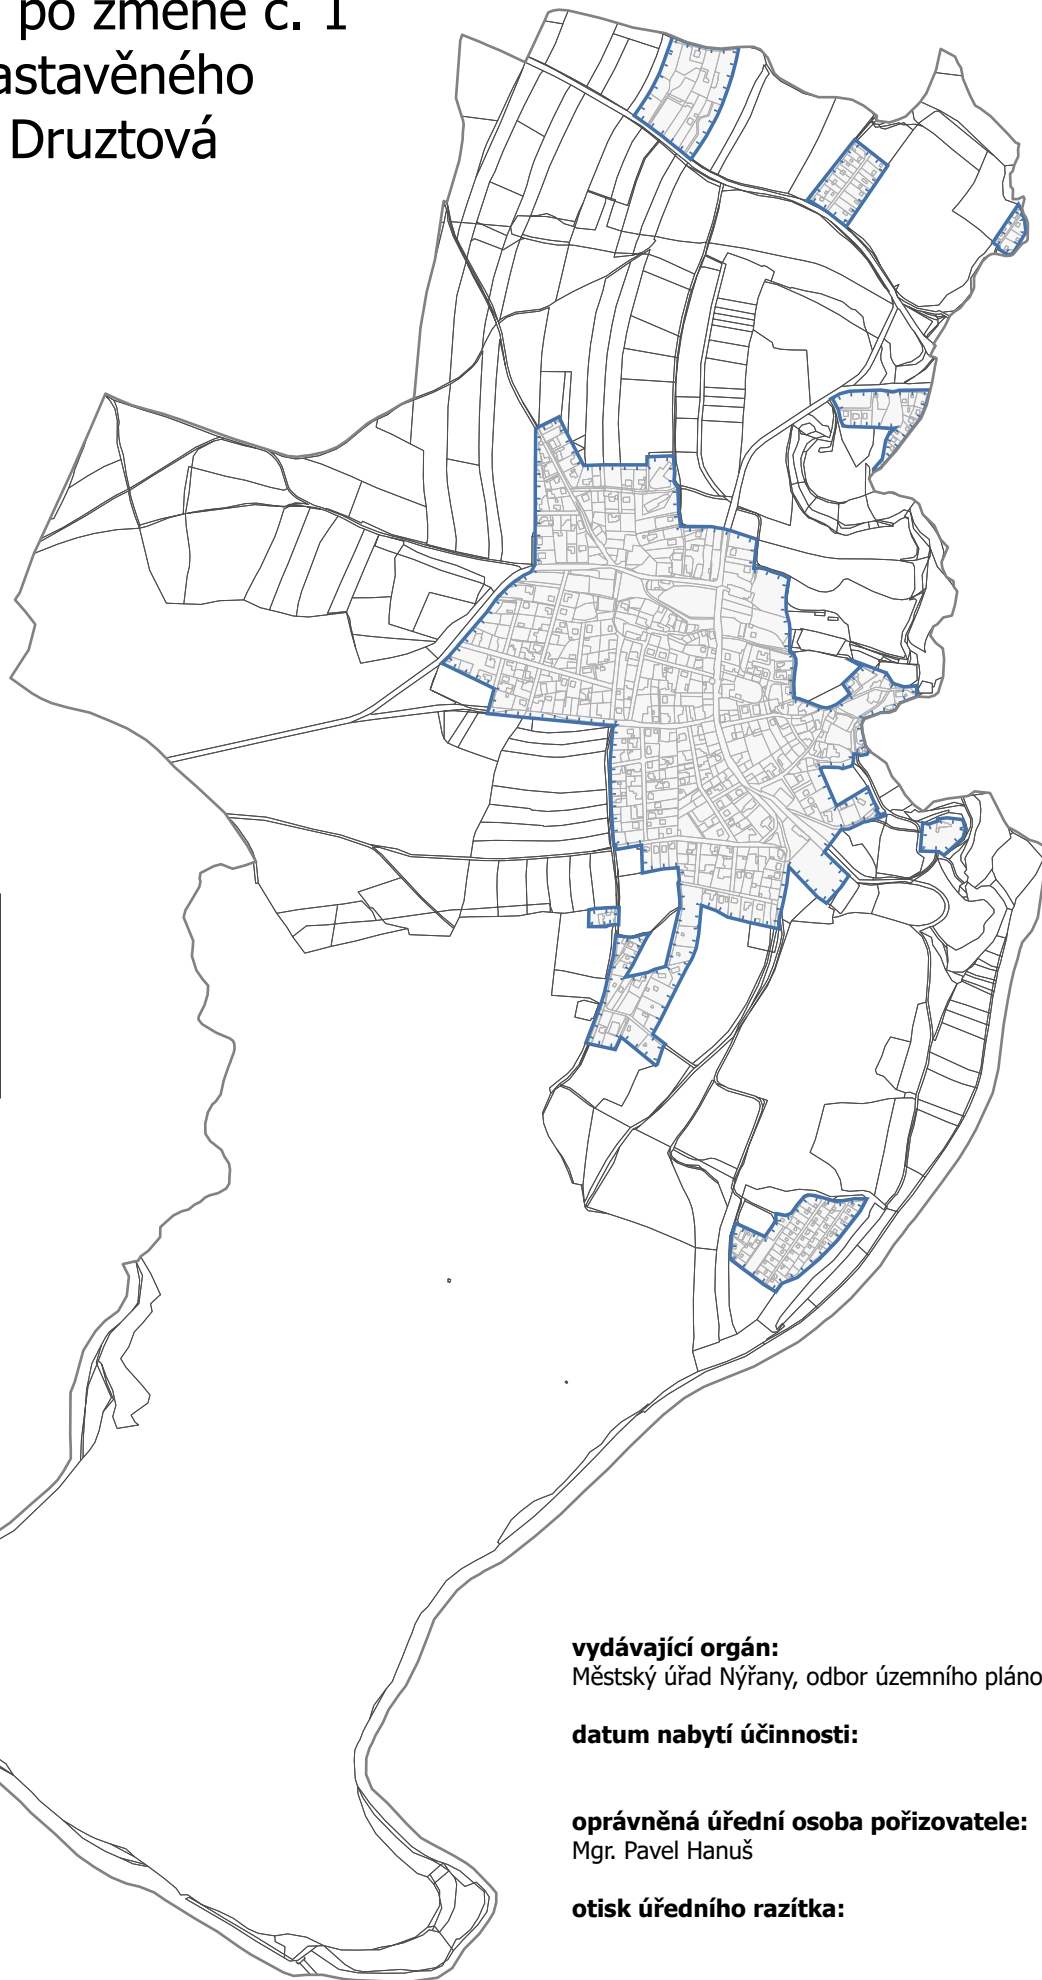 po změně č. 1
astavěného
Druztová
vydávající orgán:
Městský úřad Nýřany, odbor územního pláno
datum nabytí účinnosti:
oprávněná úřední osoba pořizovatele:
Mgr. Pavel Hanuš
otisk úředního razítka: